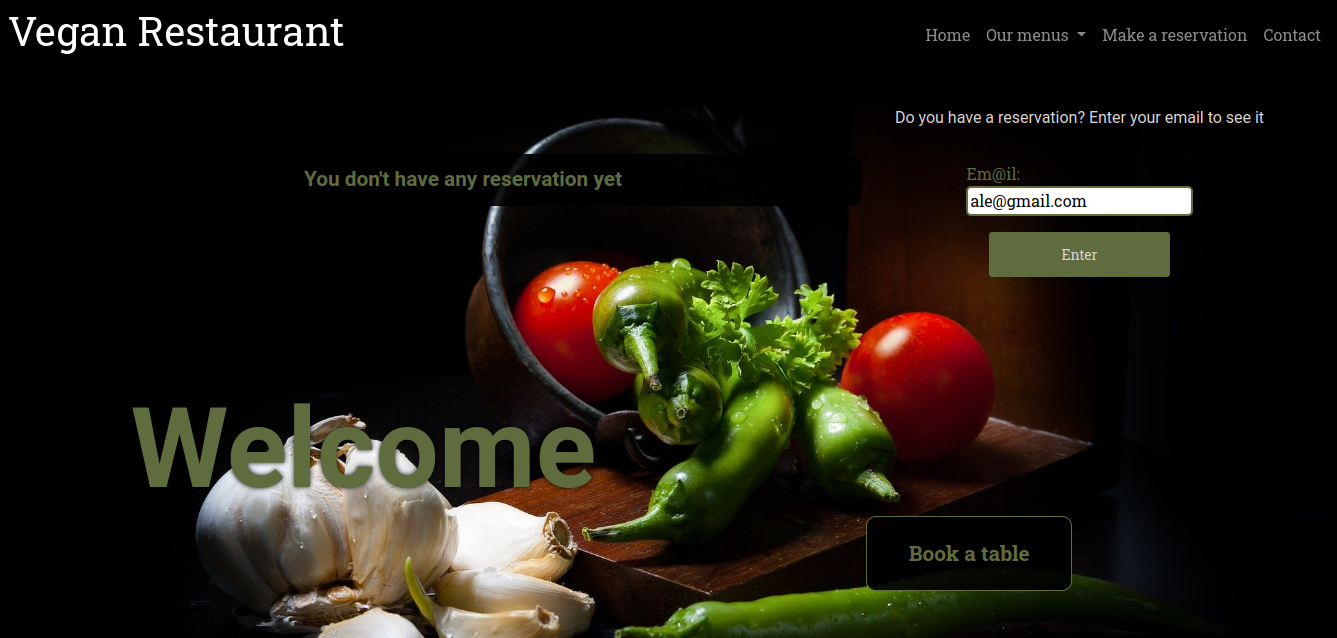 Vegan Restaurant
Home Our menus Make a reservation Contact
Do you have a reservation? Enter your email to see it
You don't have any reservation yet
Em@il:
ale@gmail.com
Enter
Welcome
Book a table